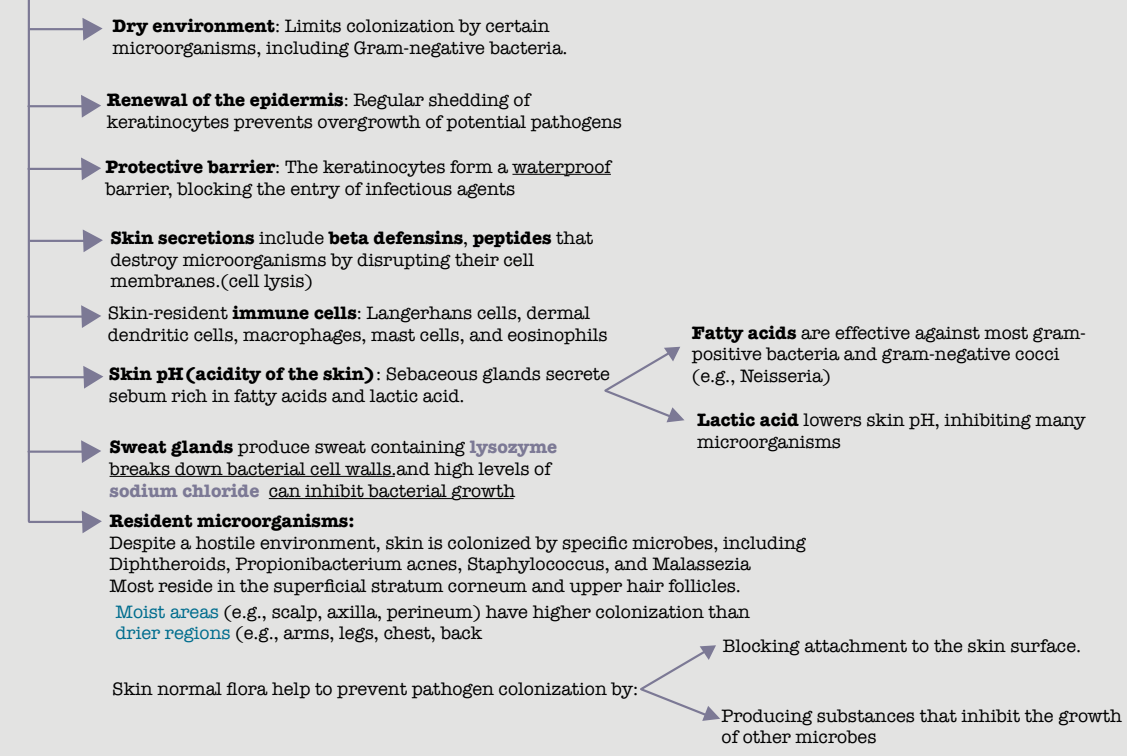 Dry environment: Limits colonization by certain
microorganisms, including Gram-negative bacteria.
Renewal of the epidermis: Regular shedding of
keratinocytes prevents overgrowth of potential pathogens
Protective barrier: The keratinocytes form a waterproof
barrier, blocking the entry of infectious agents
Skin secretions include beta defensins, peptides that
destroy microorganisms by disrupting their cell
membranes.(cell lysis)
Skin-resident immune cells: Langerhans cells, dermal
dendritic cells, macrophages, mast cells, and eosinophils
Skin pH (acidity of the skin): Sebaceous glands secrete
sebum rich in fatty acids and lactic acid.
Fatty acids are effective against most gram-
positive bacteria and gram-negative cocci
(e.g., Neisseria)
Lactic acid lowers skin pH, inhibiting many
microorganisms
Sweat glands produce sweat containing lysozyme
breaks down bacterial cell walls.and high levels of
sodium chloride can inhibit bacterial growth
Resident microorganisms:
Despite a hostile environment, skin is colonized by specific microbes, including
Diphtheroids, Propionibacterium acnes, Staphylococcus, and Malassezia
Most reside in the superficial stratum corneum and upper hair follicles.
Moist areas (e.g., scalp, axilla, perineum) have higher colonization than
drier regions (e.g., arms, legs, chest, back
Skin normal flora help to prevent pathogen colonization by:
Blocking attachment to the skin surface.
Producing substances that inhibit the growth
of other microbes